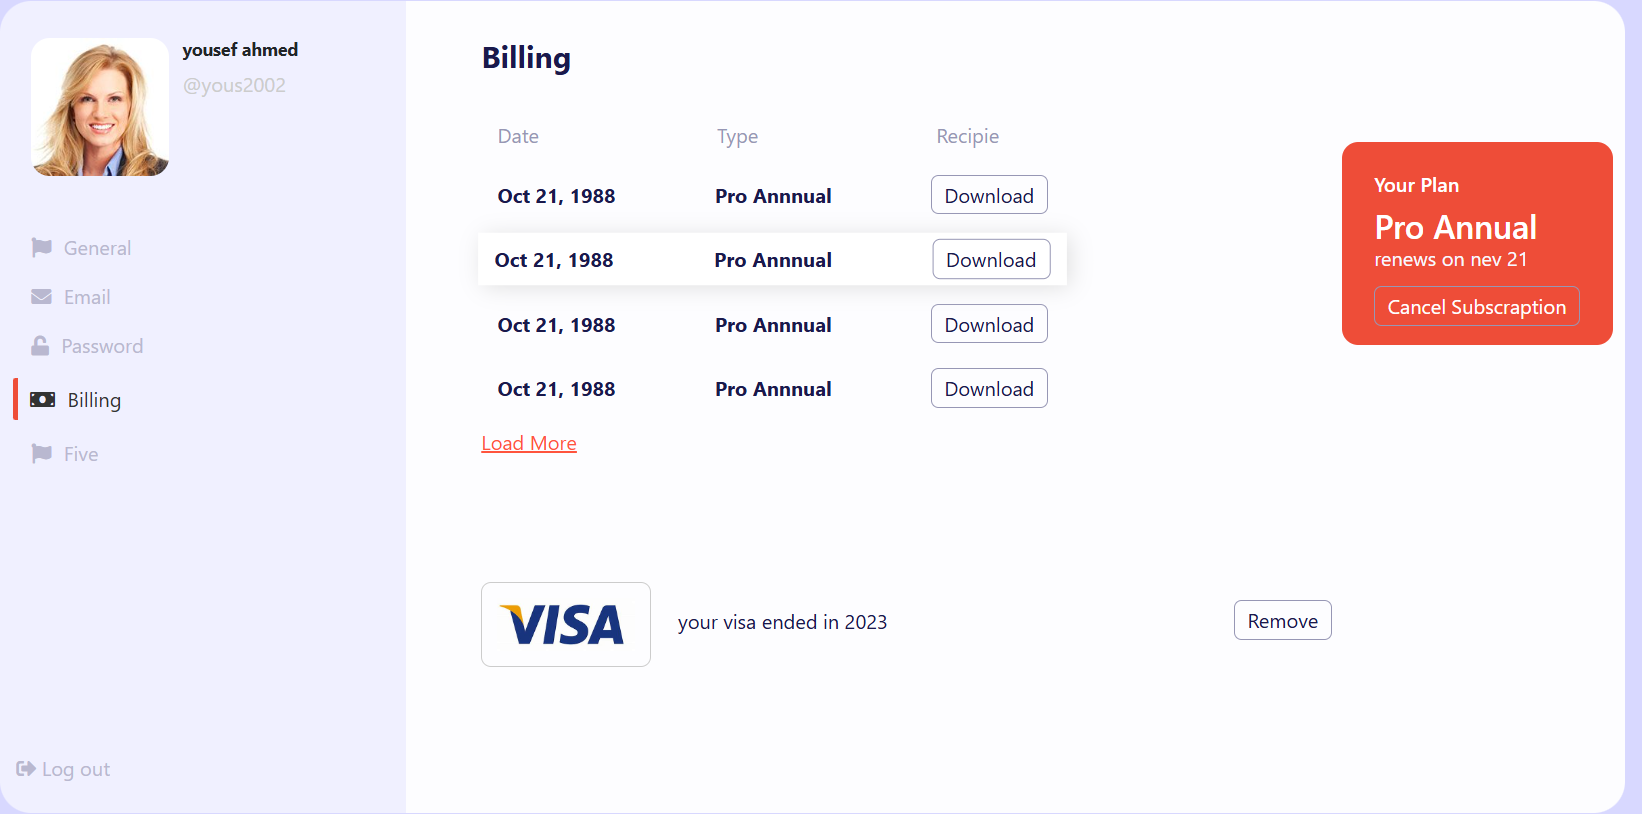 yousef ahmed
@yous2002
General
Email
Password
Billing
Five
Log out
Billing
Date Type Recipie
Oct 21, 1988 Pro Annnual Download
Oct 21, 1988 Pro Annnual Download
Oct 21, 1988 Pro Annnual Download
Oct 21, 1988 Pro Annnual Download
Load More
Your Plan
Pro Annual
renews on nev 21
Cancel Subscraption
VISA your visa ended in 2023 Remove